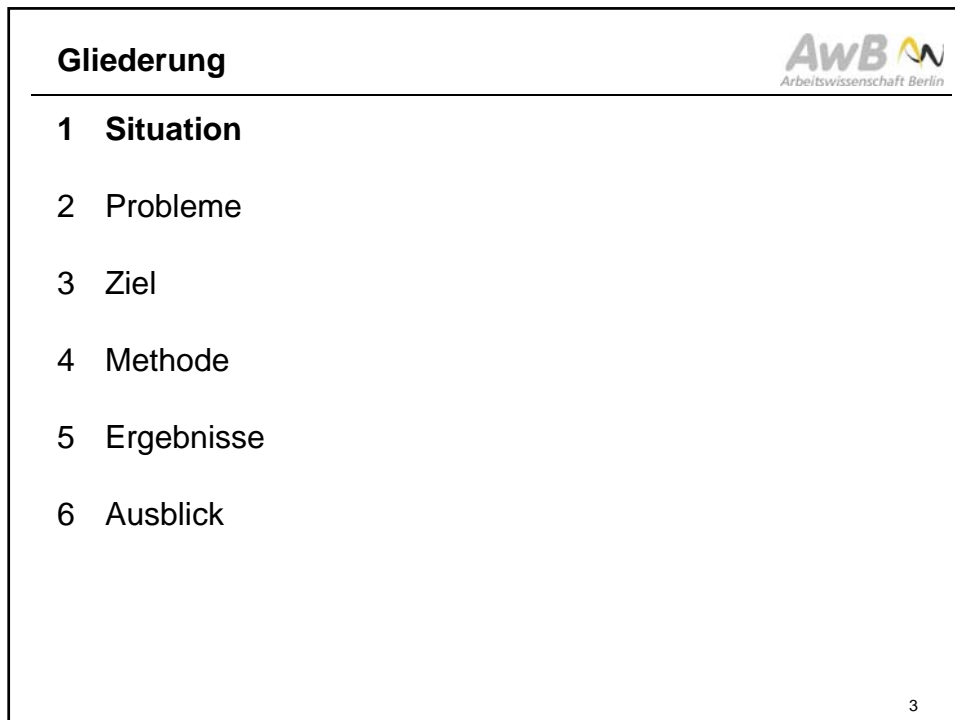 Gliederung
AwB
Arbeitswissenschaft Berlin
1 Situation
2 Probleme
3 Ziel
4 Methode
5 Ergebnisse
6 Ausblick
3